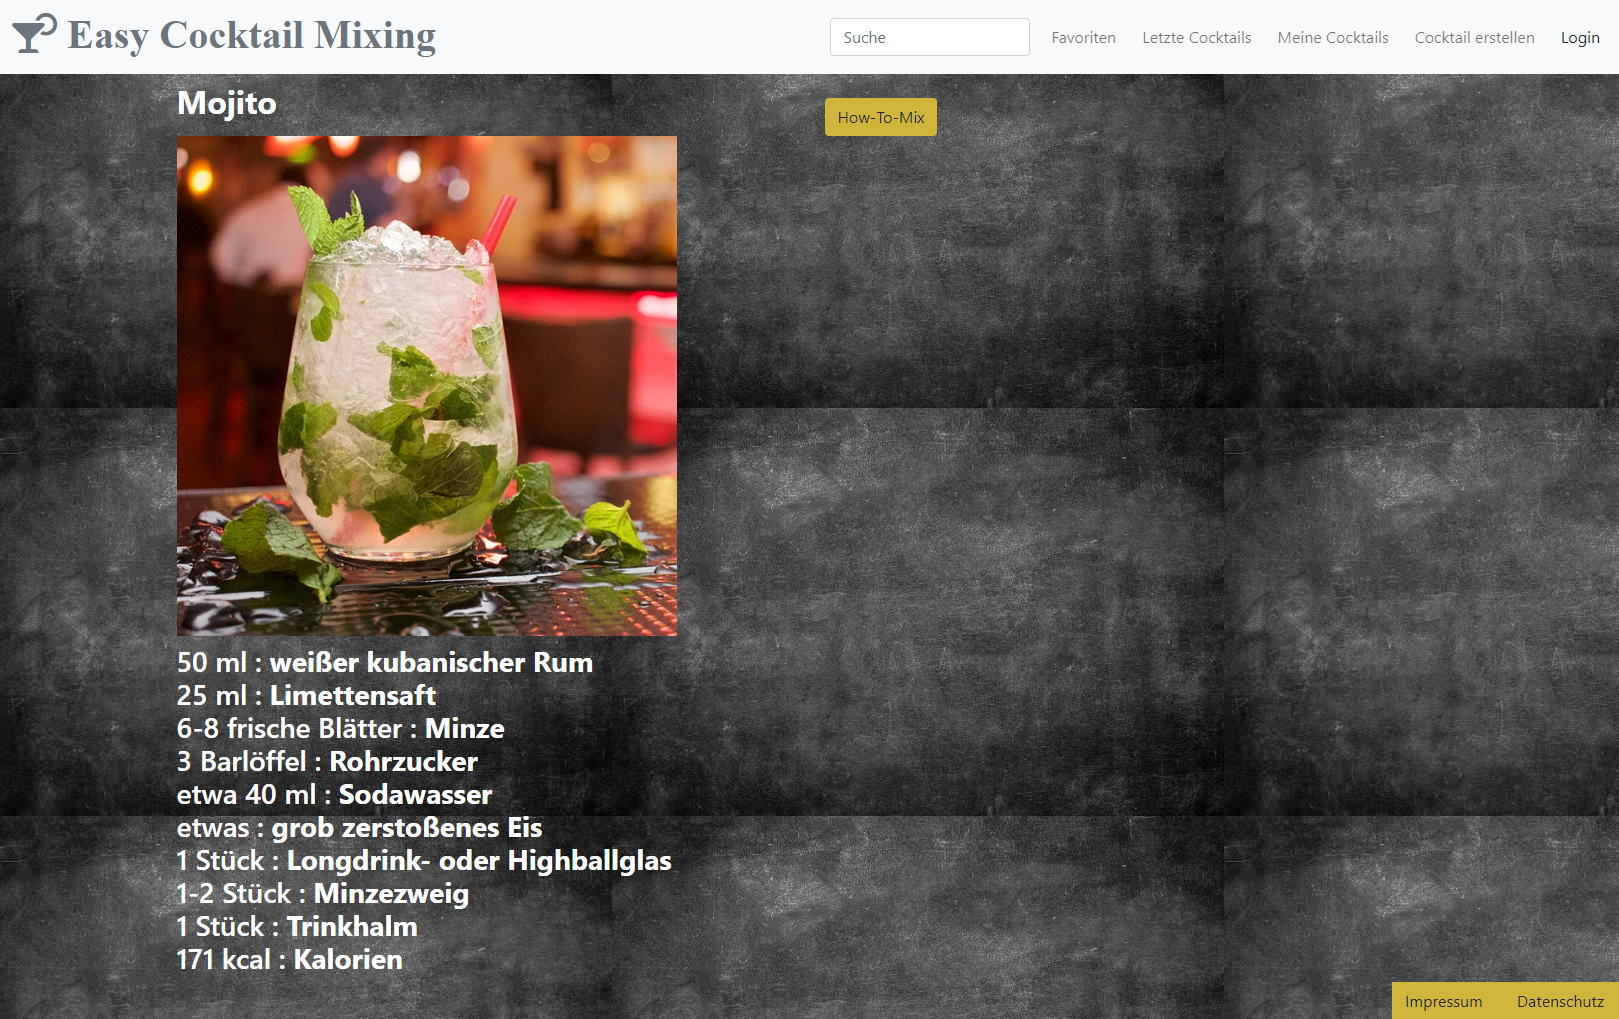 Easy Cocktail Mixing
Suche
Favoriten
Letzte Cocktails
Meine Cocktails
Cocktail erstellen
Login
Mojito
How-To-Mix
50 ml : weißer kubanischer Rum
25 ml : Limettensaft
6-8 frische Blätter : Minze
3 Barlöffel : Rohrzucker
etwa 40 ml : Sodawasser
etwas : grob zerstoßenes Eis
1 Stück : Longdrink- oder Highballglas
1-2 Stück : Minzezweig
1 Stück : Trinkhalm
171 kcal : Kalorien
Impressum
Datenschutz